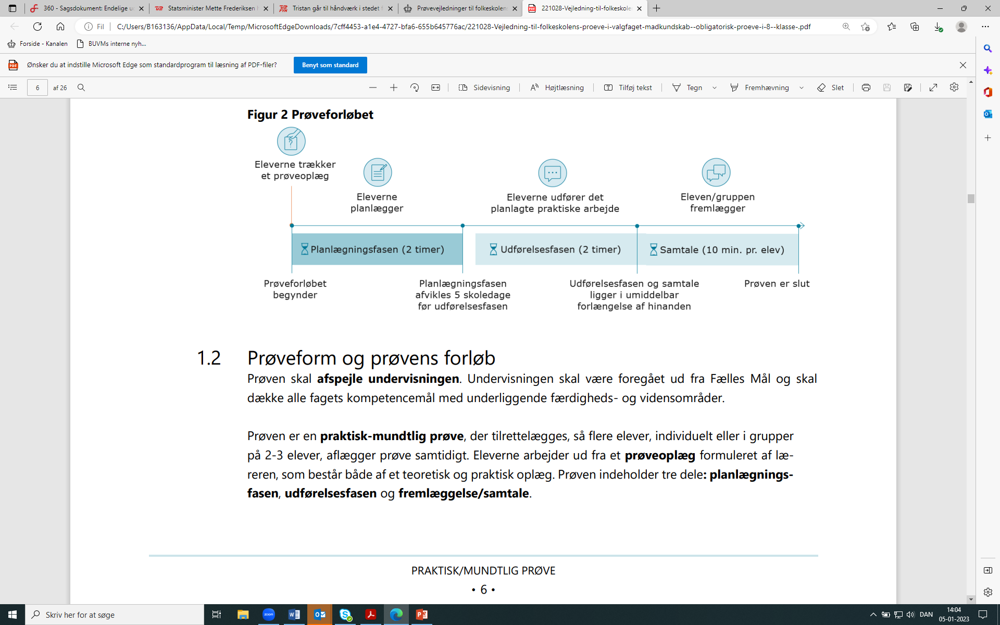 360 - Sagsdokument: Endelige u
Statsminister Mette Frederiksen h
Tristan går til håndværk i stedet f
Prøvevejledninger til folkeskolen
221028-Vejledning-til-folkeskole
Fil
C:/Users/B163136/AppData/Local/Temp/MicrosoftEdgeDownloads/7cff4453-a1e4-4727-bfa6-655b645776ac/221028-Vejledning-til-folkeskolens-proeve-i-valgfaget-madkundskab--obligatorisk-proeve-i-8--klasse-.pdf
Forside - Kanalen
BUVMs interne nyh...
Ønsker du at indstille Microsoft Edge som standardprogram til læsning af PDF-filer?
Benyt som standard
6 af 26
Sidevisning
Højtlæsning
Tilføj tekst
Tegn
Fremhævning
Slet
Figur 2 Prøveforløbet
Eleverne trækker
et prøveoplæg
Eleverne
planlægger
Eleverne udfører det
planlagte praktiske arbejde
Eleven/gruppen
fremlægger
Planlægningsfasen (2 timer)
Udførelsesfasen (2 timer)
Samtale (10 min. pr. elev)
Prøveforløbet
begynder
Planlægningsfasen
afvikles 5 skoledage
før udførelsesfasen
Udførelsesfasen og samtale
ligger i umiddelbar
forlængelse af hinanden
Prøven er slut
1.2 Prøveform og prøvens forløb
Prøven skal afspejle undervisningen. Undervisningen skal være foregået ud fra Fælles Mål og skal
dække alle fagets kompetencemål med underliggende færdigheds- og vidensområder.
Prøven er en praktisk-mundtlig prøve, der tilrettelægges, så flere elever, individuelt eller i grupper
på 2-3 elever, aflægger prøve samtidigt. Eleverne arbejder ud fra et prøveoplæg formuleret af læ-
reren, som består både af et teoretisk og praktisk oplæg. Prøven indeholder tre dele: planlægnings-
fasen, udførelsesfasen og fremlæggelse/samtale.
PRAKTISK/MUNDTLIG PRØVE
• 6 •
Skriv her for at søge
zoom
DAN
14:04
05-01-2023